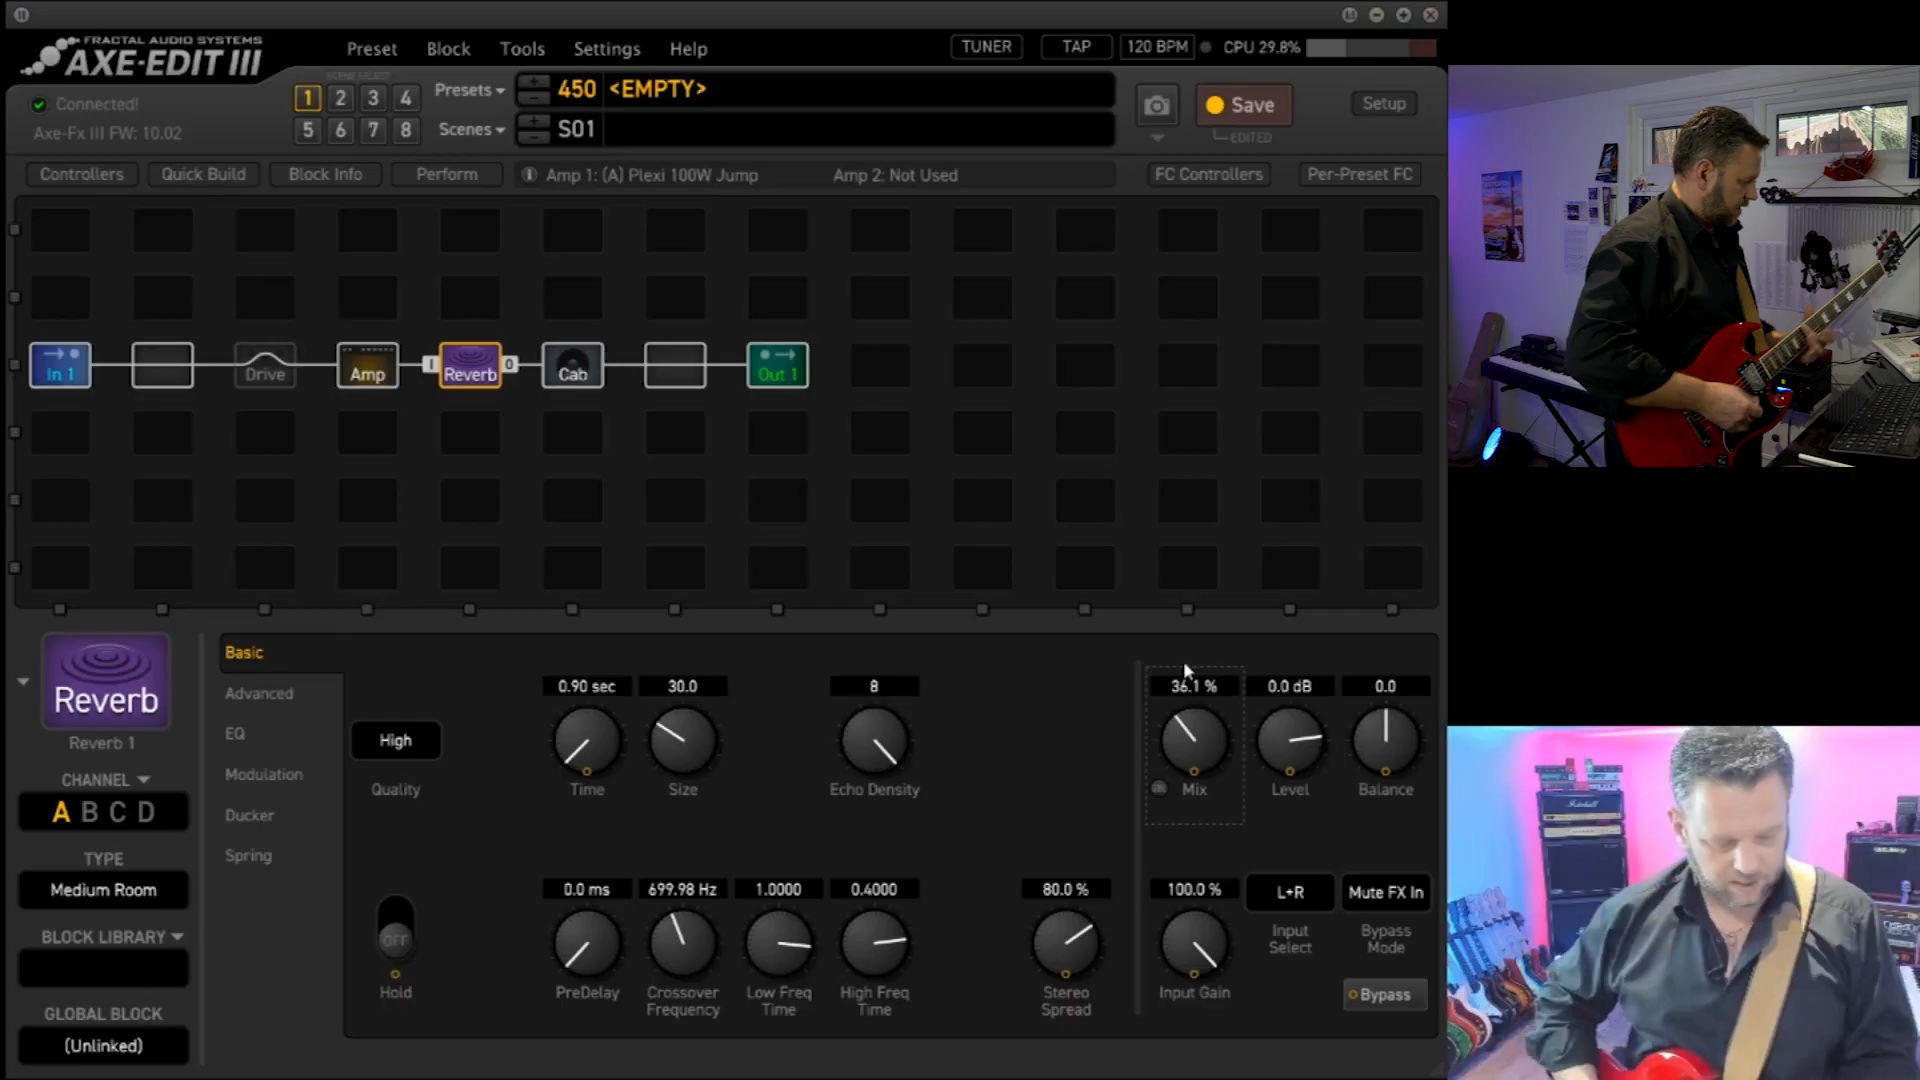 FRACTAL AUDIO SYSTEMS
AXE-EDIT III
Preset Block Tools Settings Help
TUNER TAP 120 BPM CPU 29.8%
SCENE SELECT
Connected!
Axe-Fx III FW: 10.02
1 2 3 4
5 6 7 8
Presets
450 <EMPTY>
Scenes
S01
Save
EDITED
Setup
Controllers Quick Build Block Info Perform
Amp 1: (A) Plexi 100W Jump Amp 2: Not Used
FC Controllers Per-Preset FC
In 1 Drive Amp I Reverb O Cab Out 1
Reverb
Reverb 1
CHANNEL
A B C D
TYPE
Medium Room
BLOCK LIBRARY
GLOBAL BLOCK
(Unlinked)
Basic
Advanced
EQ
Modulation
Ducker
Spring
High
Quality
0.90 sec 30.0 8 36.1 % 0.0 dB 0.0
Time Size Echo Density Mix Level Balance
OFF
Hold
0.0 ms 699.98 Hz 1.0000 0.4000 80.0 % 100.0 %
L+R
Mute FX In
PreDelay
Crossover
Frequency
Low Freq
Time
High Freq
Time
Stereo
Spread
Input Gain
Input
Select
Bypass
Mode
Bypass